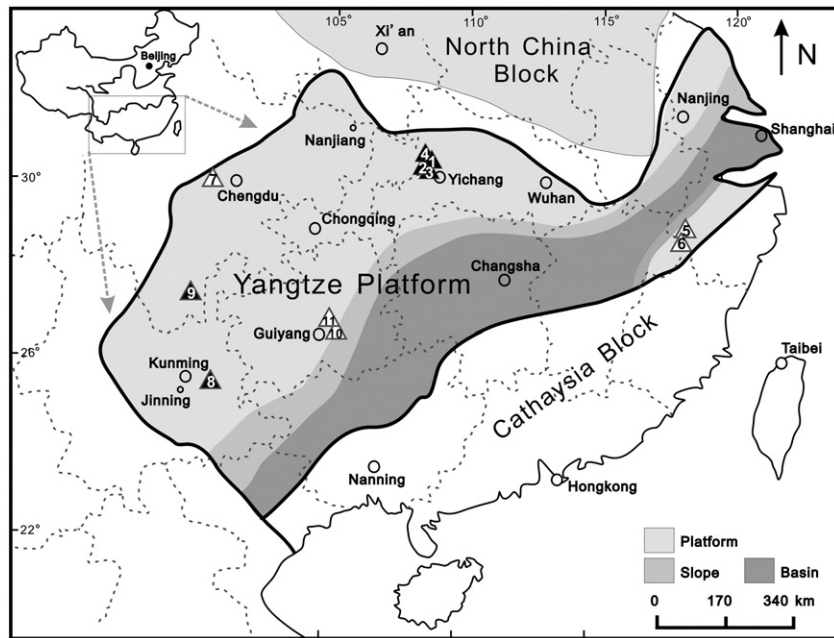 105°
110°
115°
120°
Xi' an
North China
Block
N
Beijing
Nanjing
Nanjiang
Shanghai
4
1
2 3
Yichang
30°
7
Chengdu
Wuhan
Chongqing
5
6
Yangtze Platform
Changsha
9
11
10
Guiyang
26°
Kunming
8
Jinning
Cathaysia Block
Taibei
Nanning
Hongkong
22°
Platform
Slope
Basin
0 170 340 km